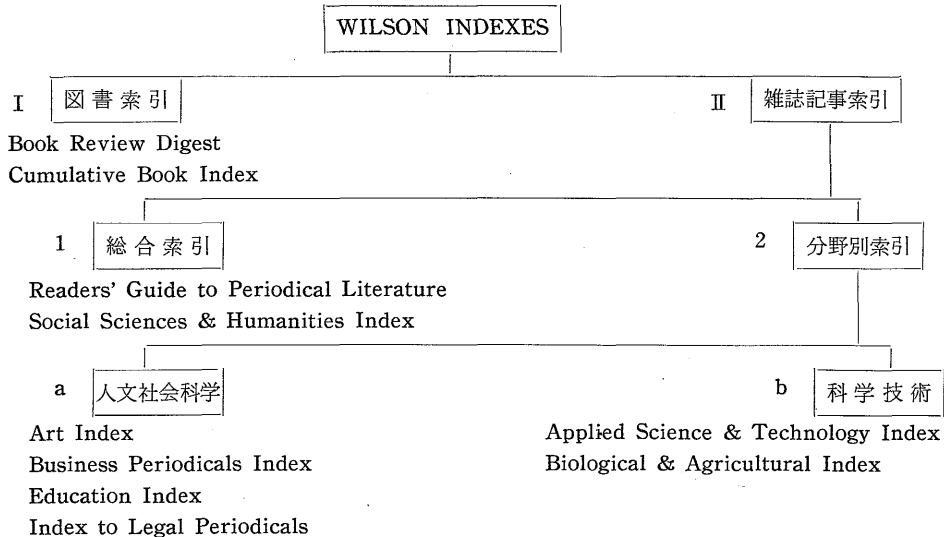 WILSON INDEXES
I 図書索引
Book Review Digest
Cumulative Book Index
II 雑誌記事索引
1 総合索引
Readers' Guide to Periodical Literature
Social Sciences & Humanities Index
2 分野別索引
a 人文社会科学
Art Index
Business Periodicals Index
Education Index
Index to Legal Periodicals
b 科学技術
Applied Science & Technology Index
Biological & Agricultural Index